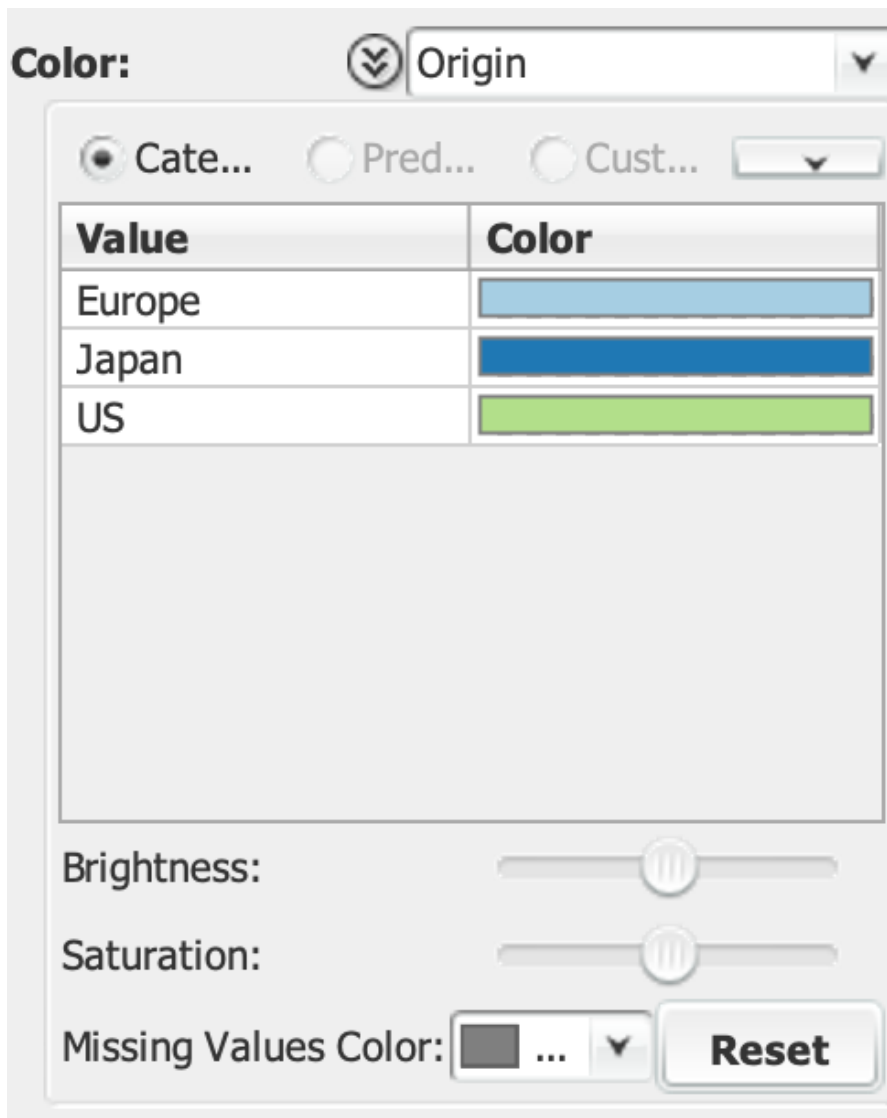 Color: Origin
Cate... Pred... Cust...
Value Color
Europe
Japan
US
Brightness:
Saturation:
Missing Values Color: ... Reset